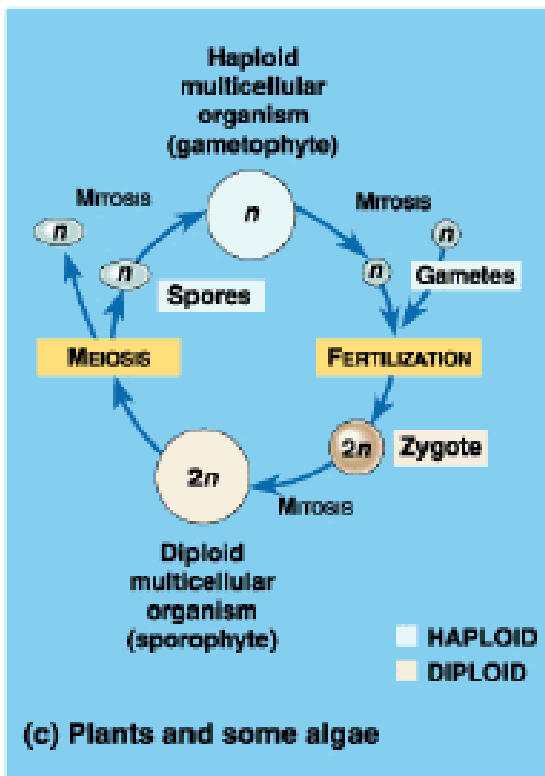 Haploid
multicellular
organism
(gametophyte)
MITOSIS
n
MITOSIS
n
n
n
n
Spores
Gametes
MEIOSIS
FERTILIZATION
2n
Zygote
2n
MITOSIS
Diploid
multicellular
organism
(sporophyte)
HAPLOID
DIPLOID
(c) Plants and some algae